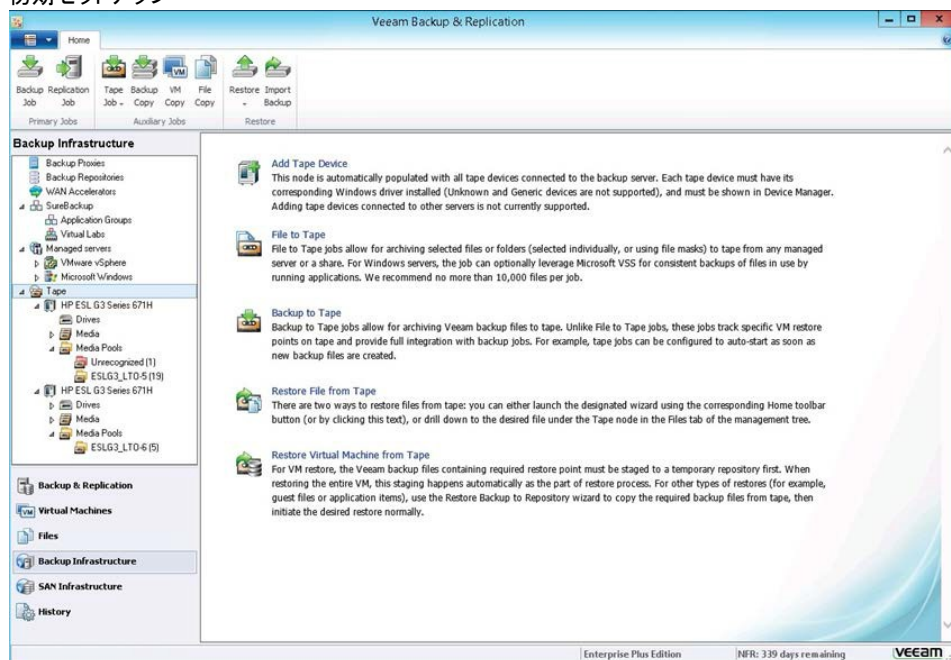 初期セットアップ
Veeam Backup & Replication
Home
Backup Job
Replication Job
Tape Job
Backup Copy
VM Copy
File Copy
Restore
Import Backup
Primary Jobs
Auxiliary Jobs
Restore
Backup Infrastructure
Backup Proxies
Backup Repositories
WAN Accelerators
SureBackup
Application Groups
Virtual Labs
Managed servers
VMware vSphere
Microsoft Windows
Tape
HP ESL G3 Series 671H
Drives
Media
Media Pools
Unrecognized (1)
ESLG3_LTO-5 (19)
HP ESL G3 Series 671H
Drives
Media
Media Pools
ESLG3_LTO-6 (5)
Backup & Replication
Virtual Machines
Files
Backup Infrastructure
SAN Infrastructure
History
Add Tape Device
This node is automatically populated with all tape devices connected to the backup server. Each tape device must have its
corresponding Windows driver installed (Unknown and Generic devices are not supported), and must be shown in Device Manager.
Adding tape devices connected to other servers is not currently supported.
File to Tape
File to Tape jobs allow for archiving selected files or folders (selected individually, or using file masks) to tape from any managed
server or a share. For Windows servers, the job can optionally leverage Microsoft VSS for consistent backups of files in use by
running applications. We recommend no more than 10,000 files per job.
Backup to Tape
Backup to Tape jobs allow for archiving Veeam backup files to tape. Unlike File to Tape jobs, these jobs track specific VM restore
points on tape and provide full integration with backup jobs. For example, tape jobs can be configured to auto-start as soon as
new backup files are created.
Restore File from Tape
There are two ways to restore files from tape: you can either launch the designated wizard using the corresponding Home toolbar
button (or by clicking this text), or drill down to the desired file under the Tape node in the Files tab of the management tree.
Restore Virtual Machine from Tape
For VM restore, the Veeam backup files containing required restore point must be staged to a temporary repository first. When
restoring the entire VM, this staging happens automatically as the part of restore process. For other types of restores (for example,
guest files or application items), use the Restore Backup to Repository wizard to copy the required backup files from tape, then
initiate the desired restore normally.
Enterprise Plus Edition
NFR: 339 days remaining
veeam